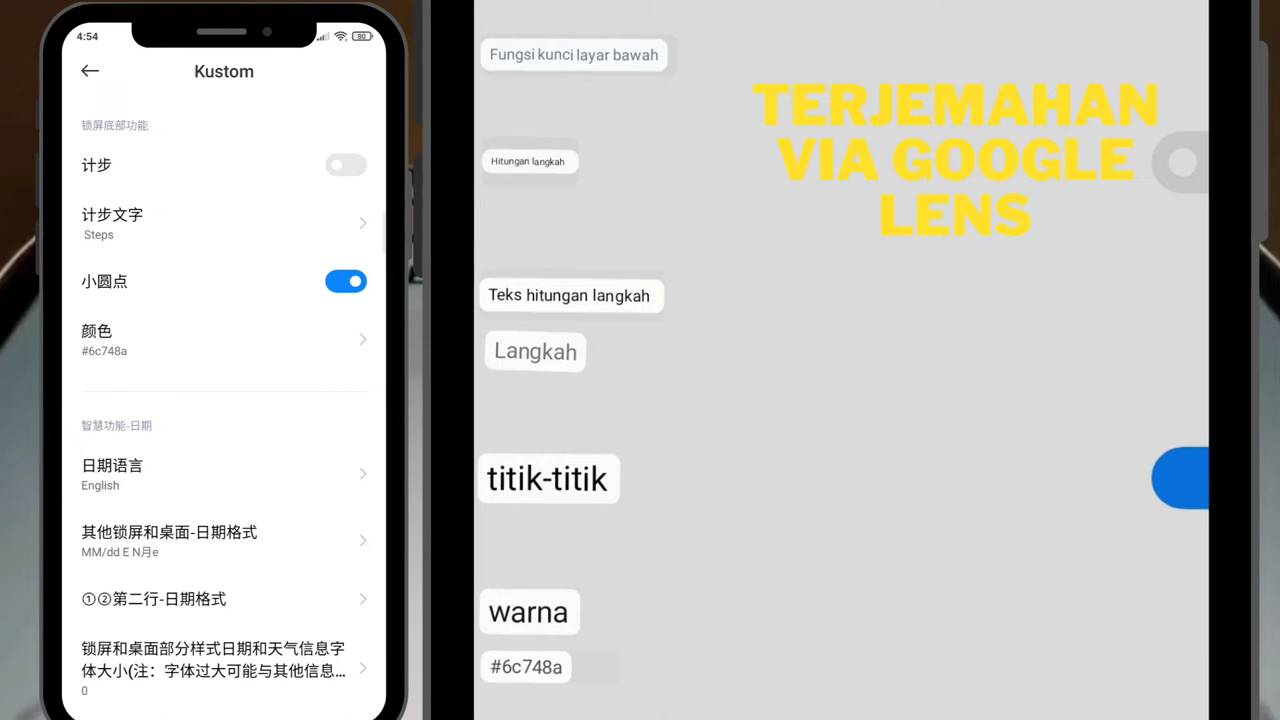 4:54
80
Kustom
锁屏底部功能
计步
计步文字
Steps
小圆点
颜色
#6c748a
智慧功能-日期
日期语言
English
其他锁屏和桌面-日期格式
MM/dd E N月e
①②第二行-日期格式
锁屏和桌面部分样式日期和天气信息字
体大小(注：字体过大可能与其他信息...
0
Fungsi kunci layar bawah
Hitungan langkah
Teks hitungan langkah
Langkah
titik-titik
warna
#6c748a
TERJEMAHAN
VIA GOOGLE
LENS